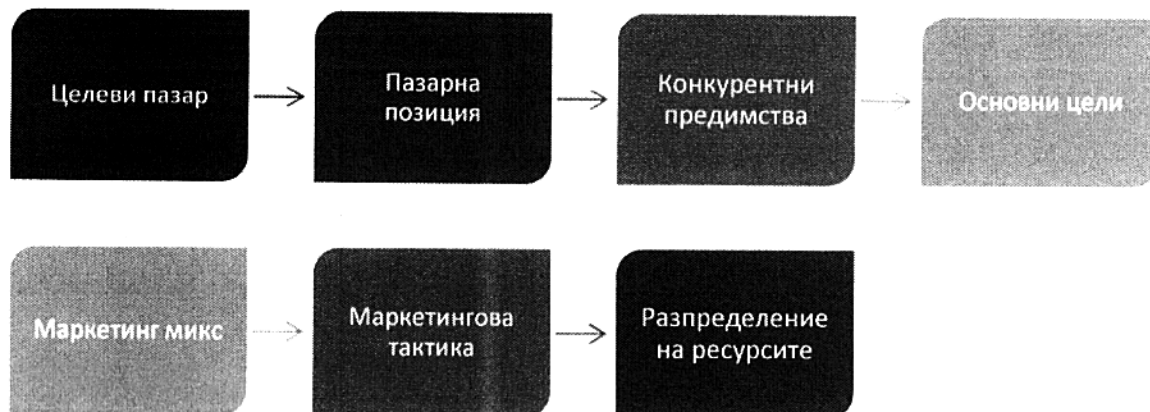 Целеви пазар
Пазарна
позиция
Конкурентни
предимства
Основни цели
Маркетинг микс
Маркетингова
тактика
Разпределение
на ресурсите